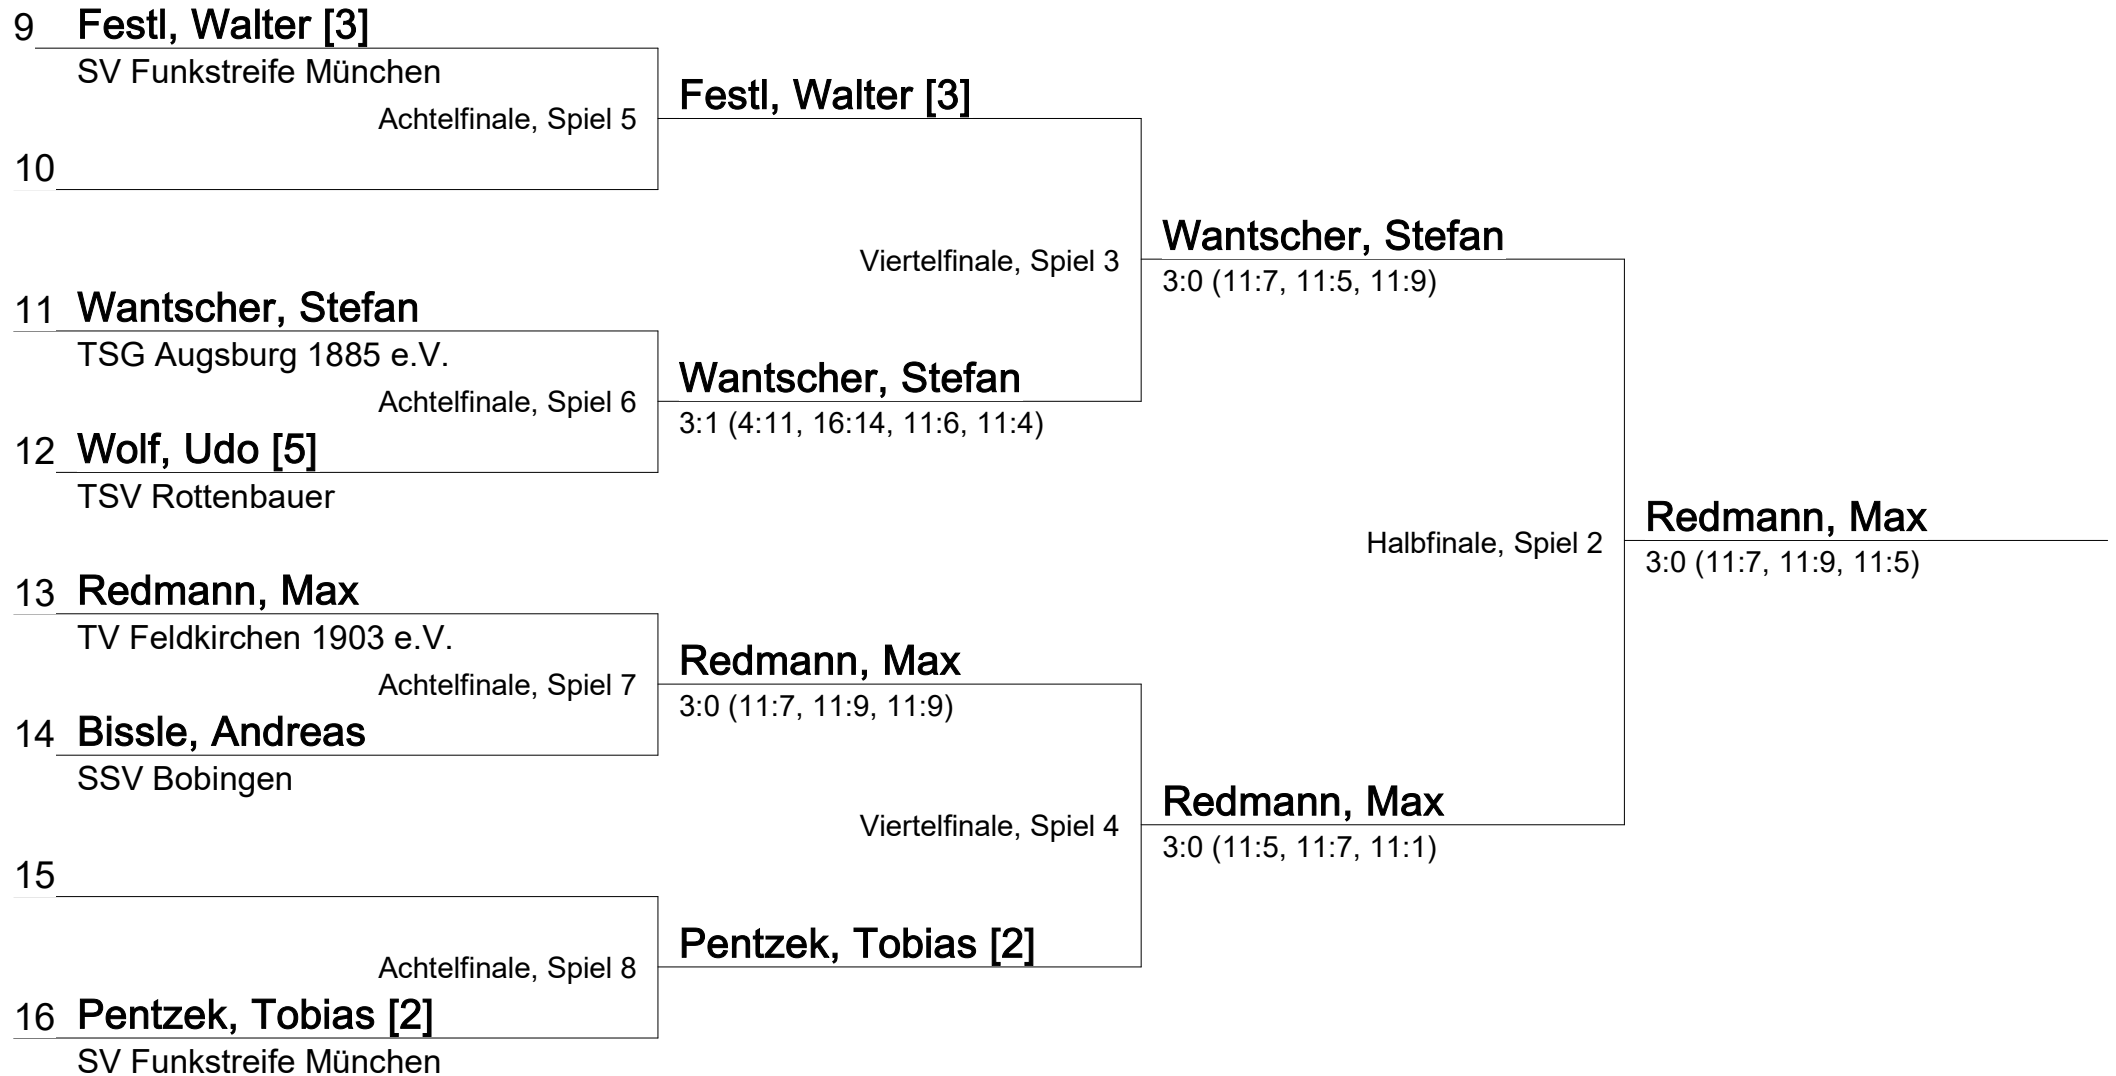 9 Festl, Walter [3]
SV Funkstreife München
Achtelfinale, Spiel 5
10
Festl, Walter [3]
Viertelfinale, Spiel 3
Wantscher, Stefan
3:0 (11:7, 11:5, 11:9)
11 Wantscher, Stefan
TSG Augsburg 1885 e.V.
Achtelfinale, Spiel 6
12 Wolf, Udo [5]
TSV Rottenbauer
Wantscher, Stefan
3:1 (4:11, 16:14, 11:6, 11:4)
Halbfinale, Spiel 2
Redmann, Max
3:0 (11:7, 11:9, 11:5)
13 Redmann, Max
TV Feldkirchen 1903 e.V.
Achtelfinale, Spiel 7
14 Bissle, Andreas
SSV Bobingen
Redmann, Max
3:0 (11:7, 11:9, 11:9)
Viertelfinale, Spiel 4
Redmann, Max
3:0 (11:5, 11:7, 11:1)
15
Achtelfinale, Spiel 8
16 Pentzek, Tobias [2]
SV Funkstreife München
Pentzek, Tobias [2]